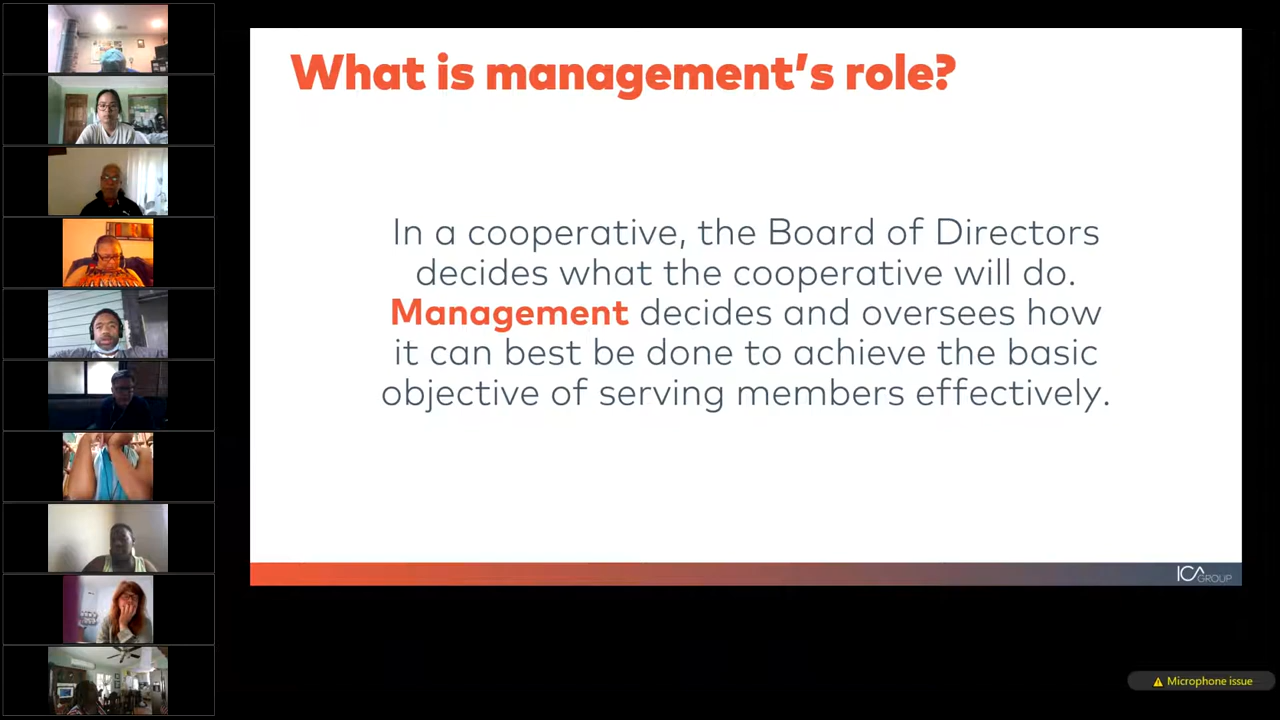 What is management's role?
In a cooperative, the Board of Directors
decides what the cooperative will do.
Management decides and oversees how
it can best be done to achieve the basic
objective of serving members effectively.
ICA GROUP
Microphone issue